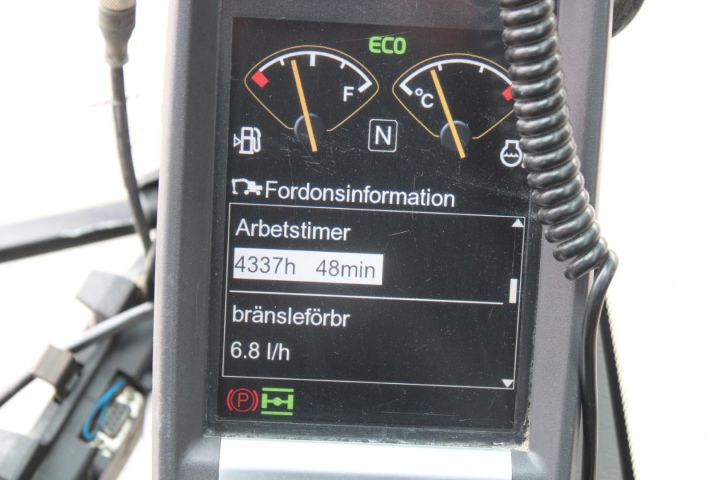 ECO
F
°C
N
Fordonsinformation
Arbetstimer
4337h 48min
bränsleförbr
6.8 l/h
P